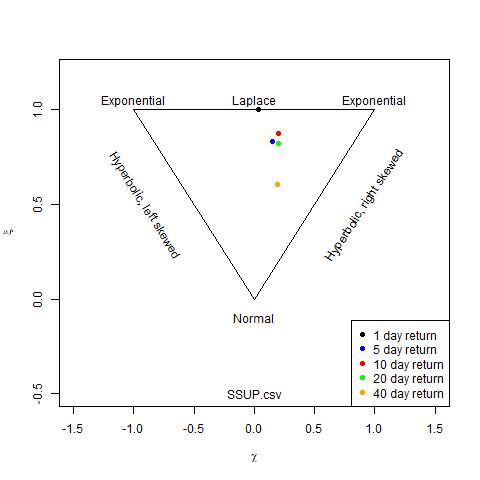 Exponential Laplace Exponential
Hyperbolic, left skewed
Hyperbolic, right skewed
Normal
SSUP.csv
1 day return
5 day return
10 day return
20 day return
40 day return
1.0
0.5
0.0
-0.5
ξ
-1.5 -1.0 -0.5 0.0 0.5 1.0 1.5
χ